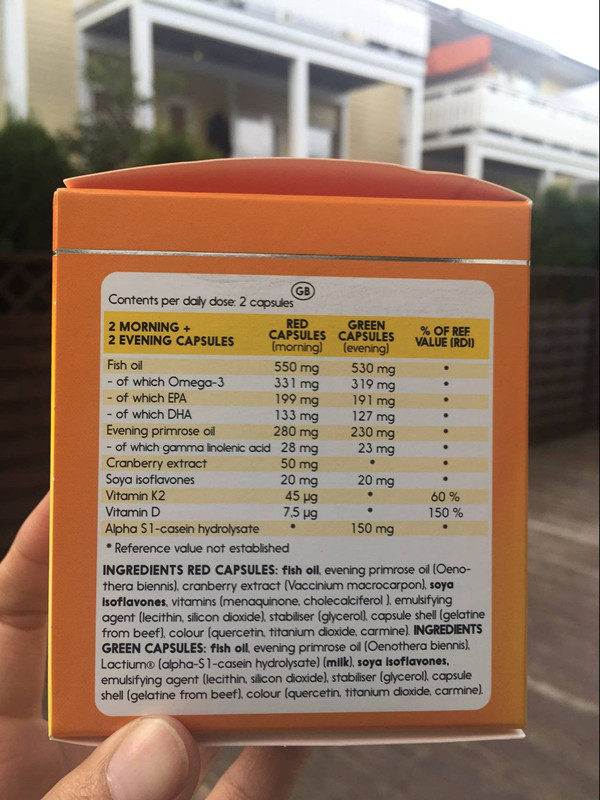 GB
Contents per daily dose: 2 capsules
2 MORNING + 2 EVENING CAPSULES RED CAPSULES (morning) GREEN CAPSULES (evening) % OF REF. VALUE (RDI)
Fish oil 550 mg 530 mg *
- of which Omega-3 331 mg 319 mg *
- of which EPA 199 mg 191 mg *
- of which DHA 133 mg 127 mg *
Evening primrose oil 280 mg 230 mg *
- of which gamma linolenic acid 28 mg 23 mg *
Cranberry extract 50 mg * *
Soya isoflavones 20 mg 20 mg *
Vitamin K2 45 µg * 60 %
Vitamin D 7,5 µg * 150 %
Alpha S1-casein hydrolysate * 150 mg *
* Reference value not established
INGREDIENTS RED CAPSULES: fish oil, evening primrose oil (Oeno-
thera biennis), cranberry extract (Vaccinium macrocarpon), soya
isoflavones, vitamins (menaquinone, cholecalciferol ), emulsifying
agent (lecithin, silicon dioxide), stabiliser (glycerol), capsule shell (gelatine
from beef), colour (quercetin, titanium dioxide, carmine). INGREDIENTS
GREEN CAPSULES: fish oil, evening primrose oil (Oenothera biennis),
Lactium® (alpha-S1-casein hydrolysate) (milk), soya isoflavones,
emulsifying agent (lecithin, silicon dioxide), stabiliser (glycerol), capsule
shell (gelatine from beef), colour (quercetin, titanium dioxide, carmine).